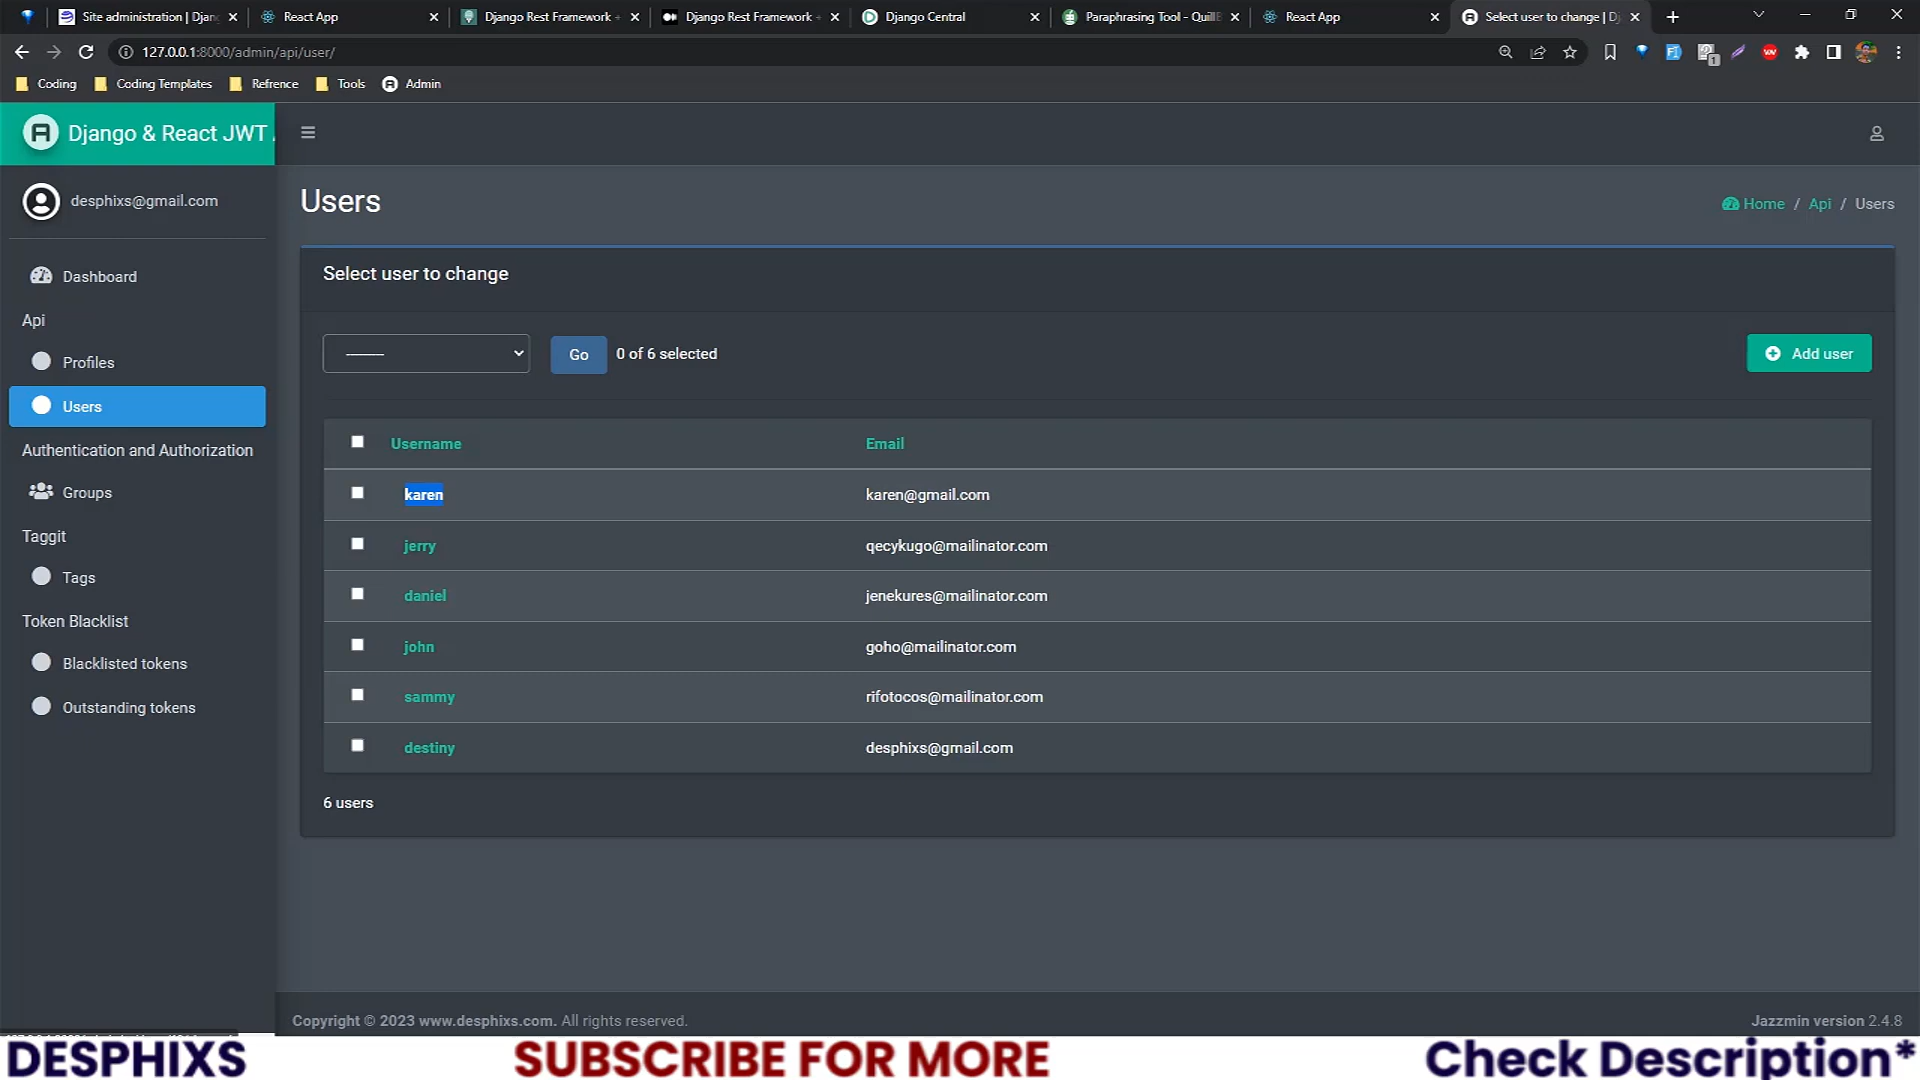 Site administration | Djan
React App
Django Rest Framework +
Django Rest Framework +
Django Central
Paraphrasing Tool - QuillB
React App
Select user to change | Dj
127.0.0.1:8000/admin/api/user/
Coding
Coding Templates
Refrence
Tools
Admin
Django & React JWT
desphixs@gmail.com
Users
Home / Api / Users
Dashboard
Select user to change
Api
Profiles
--------
Go
0 of 6 selected
Add user
Users
Authentication and Authorization
Groups
Taggit
Tags
Token Blacklist
Blacklisted tokens
Outstanding tokens
Username Email
karen karen@gmail.com
jerry qecykugo@mailinator.com
daniel jenekures@mailinator.com
john goho@mailinator.com
sammy rifotocos@mailinator.com
destiny desphixs@gmail.com
6 users
Copyright © 2023 www.desphixs.com. All rights reserved.
Jazzmin version 2.4.8
DESPHIXS
SUBSCRIBE FOR MORE
Check Description*